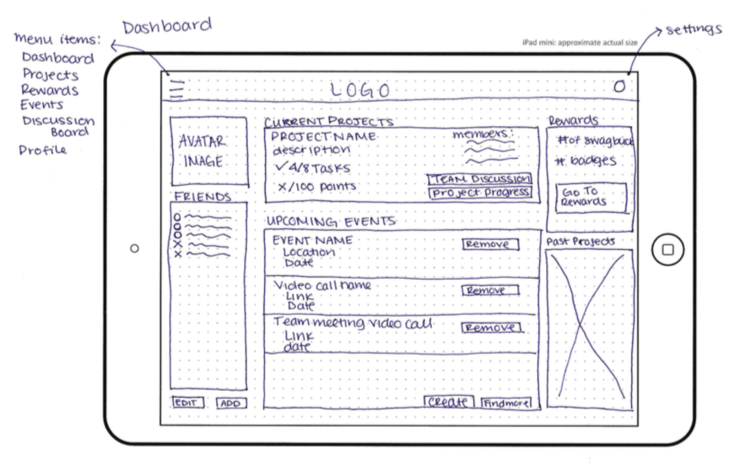 Dashboard
menu items:
Dashboard
Projects
Rewards
Events
Discussion
Board
Profile
settings
iPad mini: approximate actual size
LOGO
AVATAR
IMAGE
FRIENDS
EDIT
ADD
CURRENT PROJECTS
PROJECT NAME
description
✓4/8 Tasks
x/100 points
members:
TEAM DISCUSSION
Project Progress
UPCOMING EVENTS
EVENT NAME
Location
Date
Remove
Video call name
Link
Date
Remove
Team meeting video call
Link
date
Remove
Create
Findmore
Rewards
# of swagbuck
# badges
Go To
Rewards
Past Projects